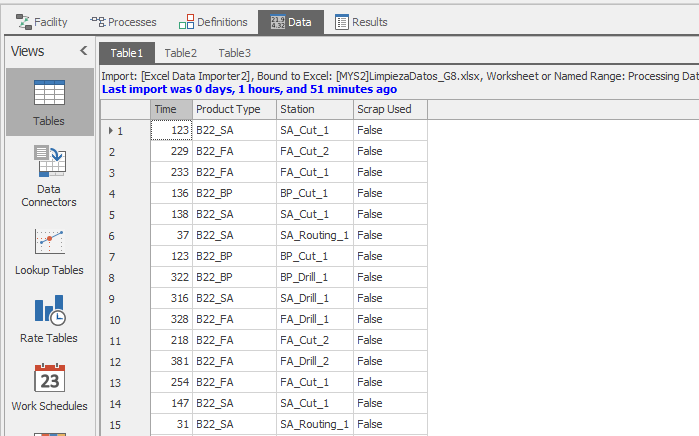 Facility Processes Definitions Data Results
Views
Table1 Table2 Table3
Import: [Excel Data Importer2], Bound to Excel: [MYS2]LimpiezaDatos_G8.xlsx, Worksheet or Named Range: Processing Dat
Last import was 0 days, 1 hours, and 51 minutes ago
Tables
Data
Connectors
Lookup Tables
Rate Tables
23
Work Schedules
Time Product Type Station Scrap Used
1 123 B22_SA SA_Cut_1 False
2 229 B22_FA FA_Cut_2 False
3 233 B22_FA FA_Cut_1 False
4 136 B22_BP BP_Cut_1 False
5 138 B22_SA SA_Cut_1 False
6 37 B22_SA SA_Routing_1 False
7 123 B22_BP BP_Cut_1 False
8 322 B22_BP BP_Drill_1 False
9 316 B22_SA SA_Drill_1 False
10 328 B22_FA FA_Drill_1 False
11 218 B22_FA FA_Cut_2 False
12 381 B22_FA FA_Drill_2 False
13 254 B22_FA FA_Cut_1 False
14 147 B22_SA SA_Cut_1 False
15 31 B22_SA SA_Routing_1 False